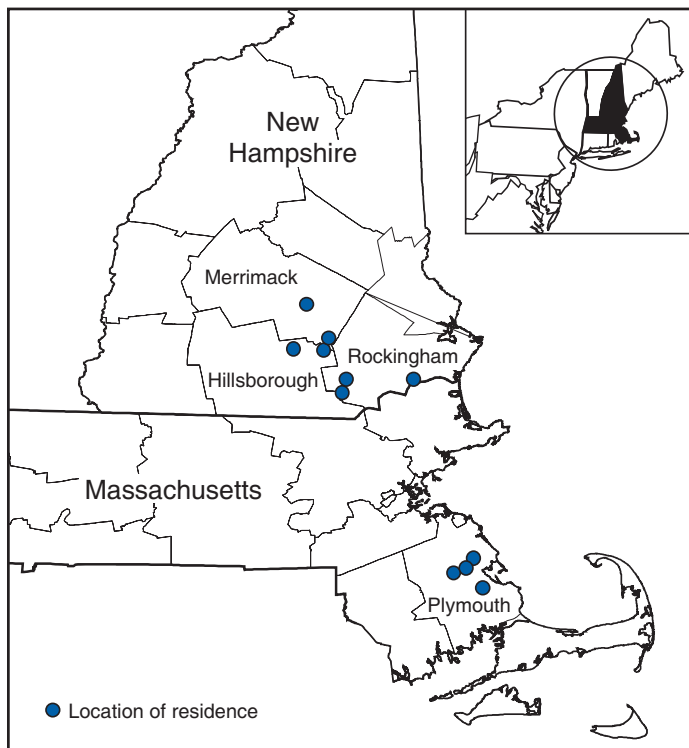 New
Hampshire
Merrimack
Rockingham
Hillsborough
Massachusetts
Plymouth
Location of residence